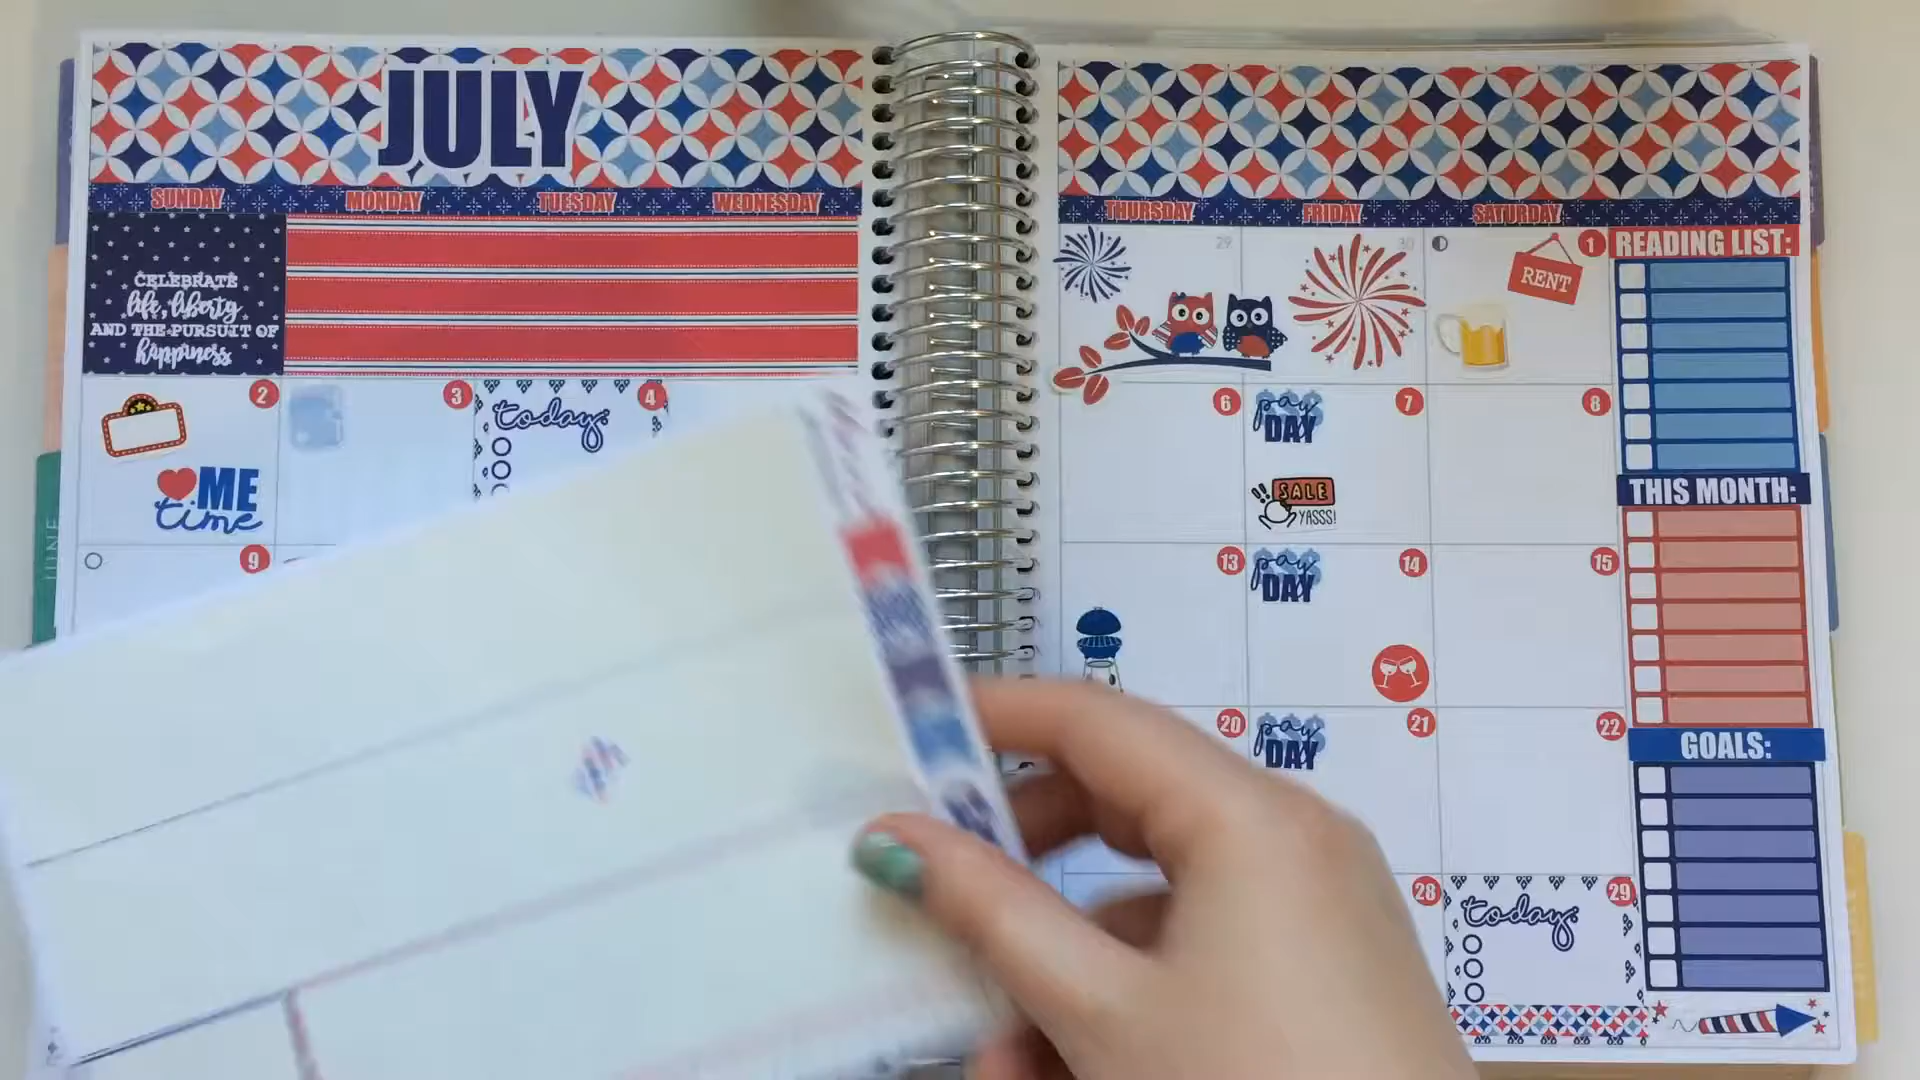 JULY
SUNDAY MONDAY TUESDAY WEDNESDAY
THURSDAY FRIDAY SATURDAY
CELEBRATE
life, liberty
AND THE PURSUIT OF
happiness
29 30 1
RENT
READING LIST:
2 3 4
today:
ME
time
6 7 8
pay
DAY
SALE
YASSS!
THIS MONTH:
9
13 14 15
pay
DAY
20 21 22
pay
DAY
GOALS:
28 29
today:
JUNE